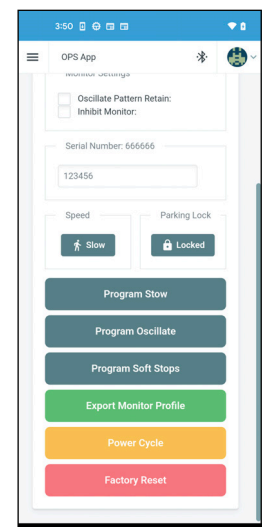 3:50
OPS App
Monitor Settings
Oscillate Pattern Retain:
Inhibit Monitor:
Serial Number: 666666
123456
Speed Parking Lock
Slow Locked
Program Stow
Program Oscillate
Program Soft Stops
Export Monitor Profile
Power Cycle
Factory Reset